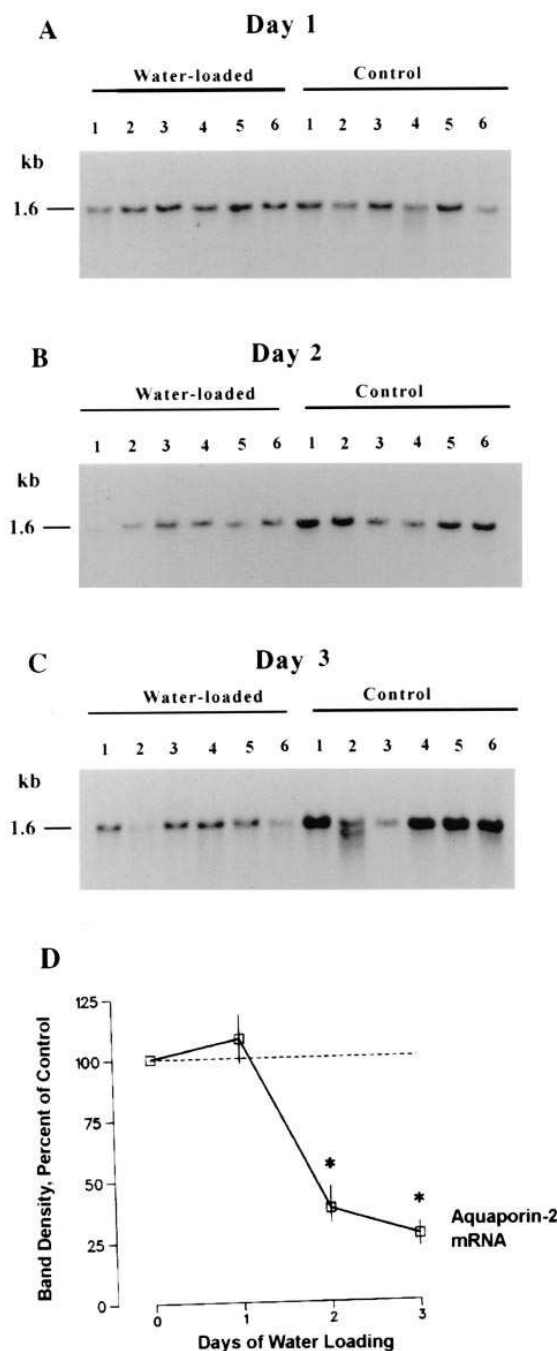 A
Day 1
Water-loaded Control
1 2 3 4 5 6 1 2 3 4 5 6
kb
1.6
B
Day 2
Water-loaded Control
1 2 3 4 5 6 1 2 3 4 5 6
kb
1.6
C
Day 3
Water-loaded Control
1 2 3 4 5 6 1 2 3 4 5 6
kb
1.6
D
Band Density, Percent of Control
125
100
75
50
25
0
* *
Aquaporin-2
mRNA
0 1 2 3
Days of Water Loading